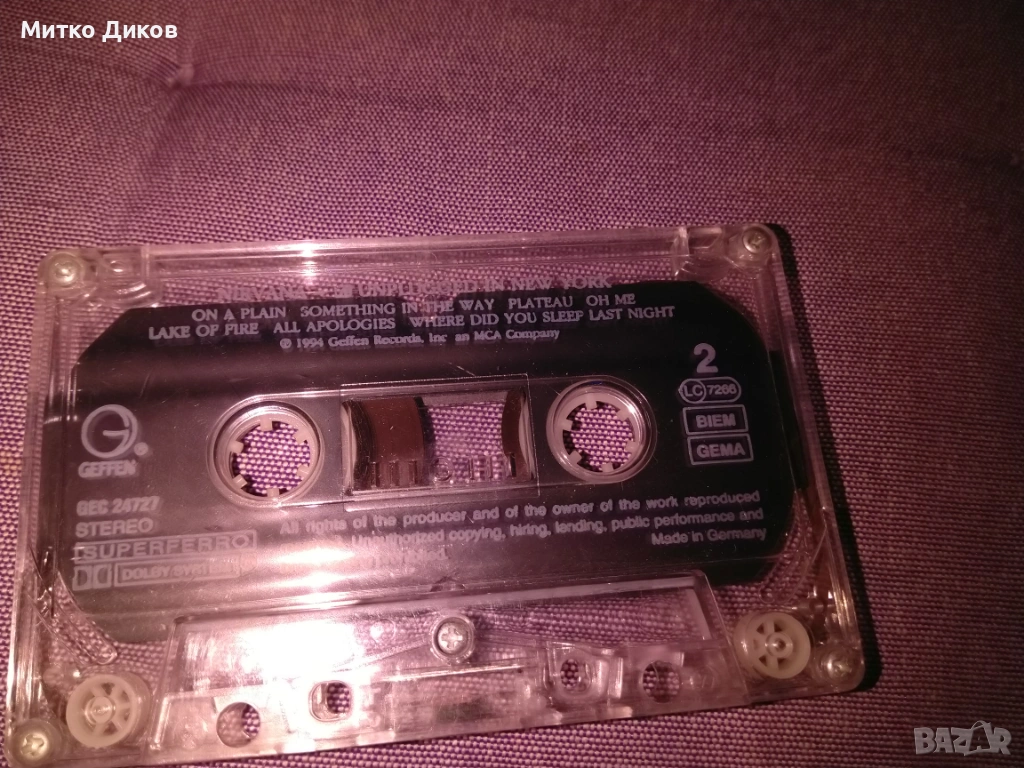 Митко Диков
UNPLUGGED IN NEW YORK
ON A PLAIN SOMETHING IN THE WAY PLATEAU OH ME
LAKE OF FIRE ALL APOLOGIES WHERE DID YOU SLEEP LAST NIGHT
℗ 1994 Geffen Records, Inc an MCA Company
2
LC 7266
BIEM
GEMA
G
GEFFEN
GEC 24727
STEREO
SUPERFERRO
DOLBY SYSTEM
All rights of the producer and of the owner of the work reproduced
Unauthorized copying, hiring, lending, public performance and
Made in Germany
BAZAR